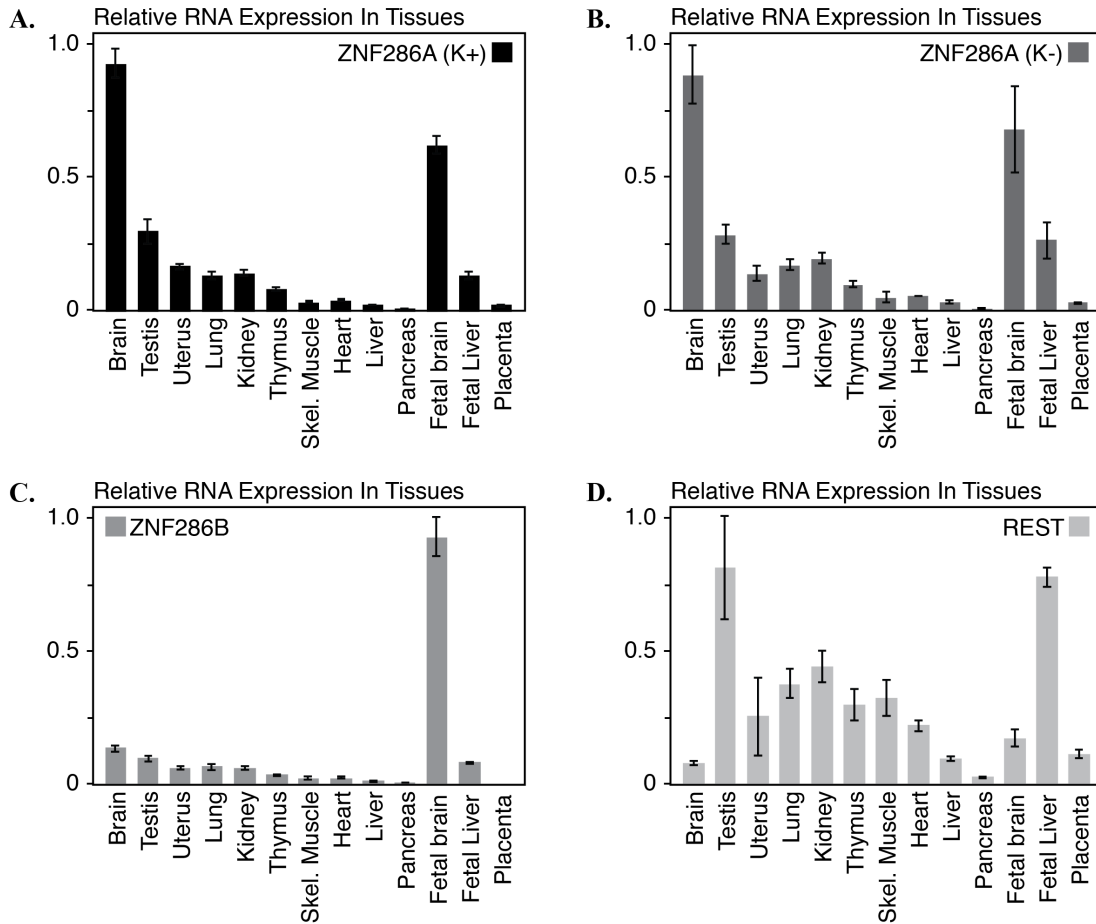 A.
Relative RNA Expression In Tissues
ZNF286A (K+)
1.0
0.5
0
Brain
Testis
Uterus
Lung
Kidney
Thymus
Skel. Muscle
Heart
Liver
Pancreas
Fetal brain
Fetal Liver
Placenta
B.
Relative RNA Expression In Tissues
ZNF286A (K-)
1.0
0.5
0
Brain
Testis
Uterus
Lung
Kidney
Thymus
Skel. Muscle
Heart
Liver
Pancreas
Fetal brain
Fetal Liver
Placenta
C.
Relative RNA Expression In Tissues
ZNF286B
1.0
0.5
0
Brain
Testis
Uterus
Lung
Kidney
Thymus
Skel. Muscle
Heart
Liver
Pancreas
Fetal brain
Fetal Liver
Placenta
D.
Relative RNA Expression In Tissues
REST
1.0
0.5
0
Brain
Testis
Uterus
Lung
Kidney
Thymus
Skel. Muscle
Heart
Liver
Pancreas
Fetal brain
Fetal Liver
Placenta